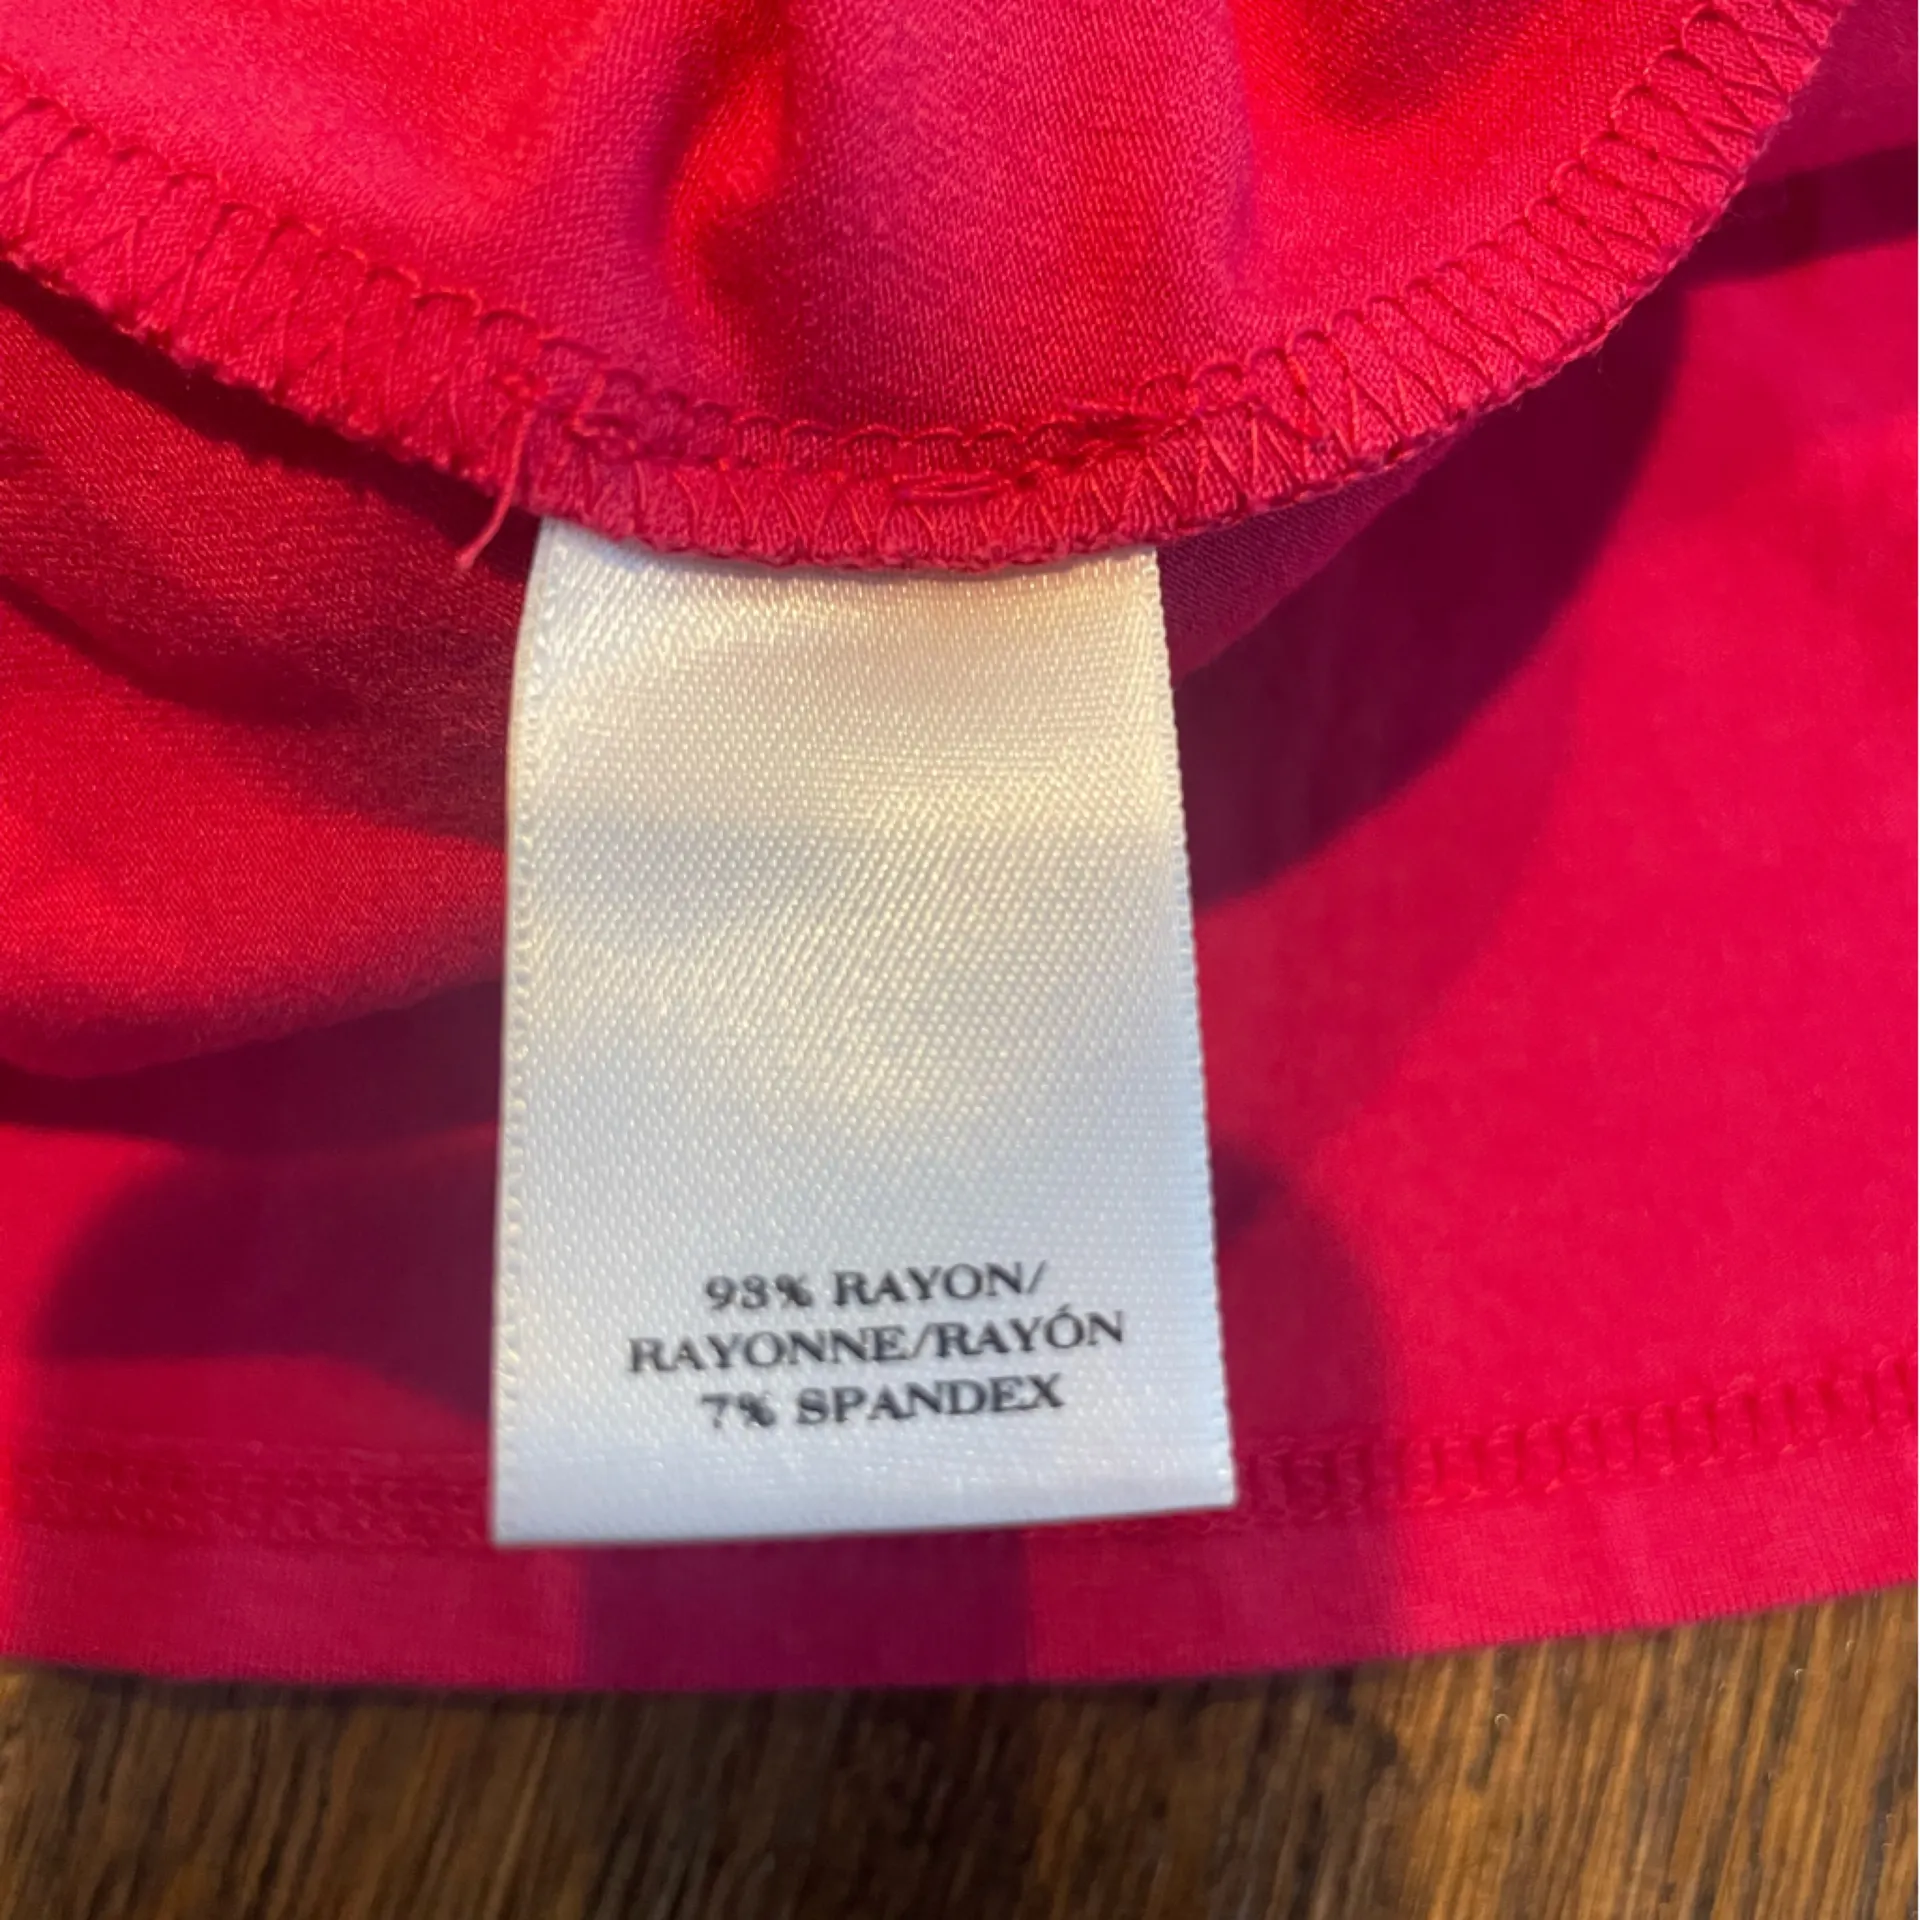 93% RAYON/
RAYONNE/RAYÓN
7% SPANDEX